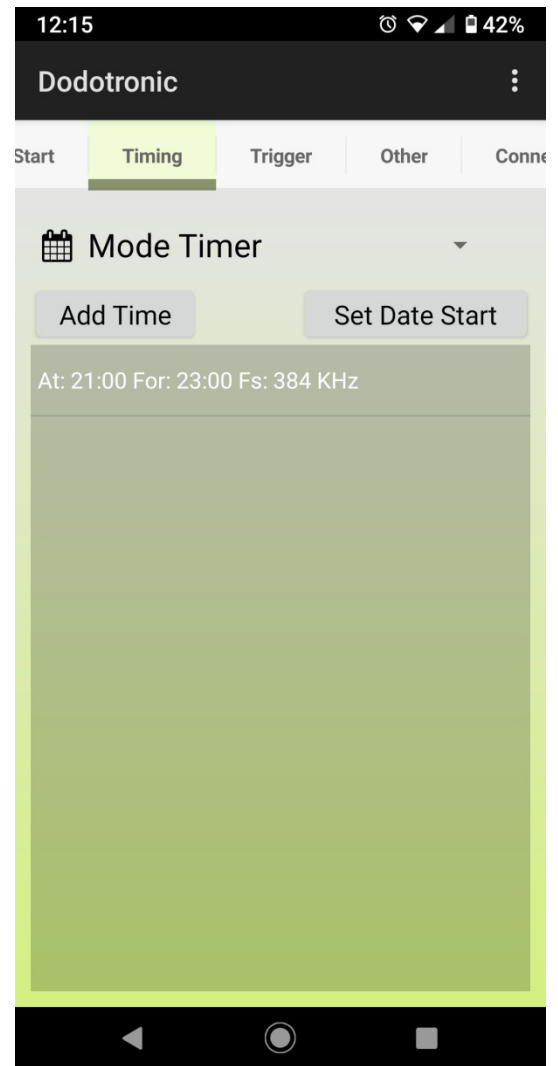 12:15 42%
Dodotronic
Start Timing Trigger Other Conne
Mode Timer
Add Time Set Date Start
At: 21:00 For: 23:00 Fs: 384 KHz